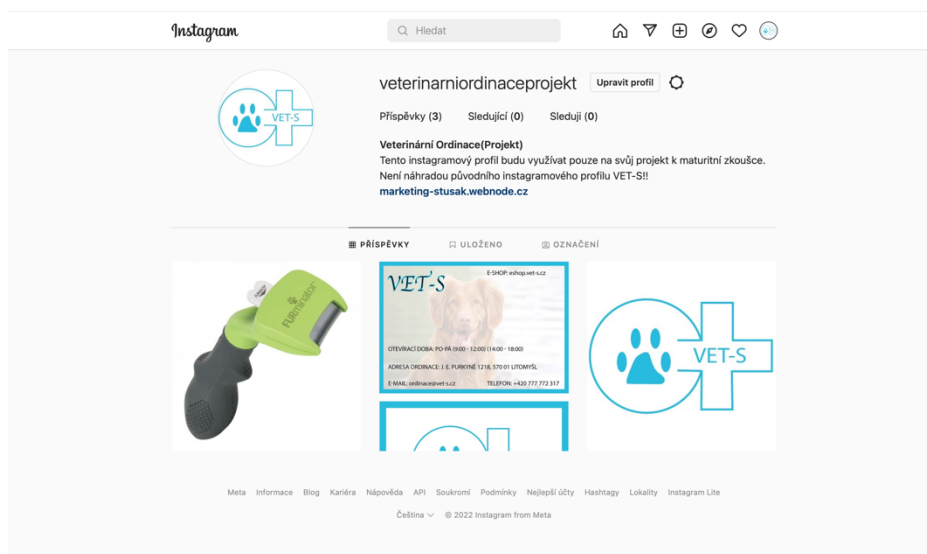 Instagram
Hledat
VET-S
veterinarniordinaceprojekt Upravit profil
Příspěvky (3) Sledující (0) Sleduji (0)
Veterinární Ordinace(Projekt)
Tento instagramový profil budu využívat pouze na svůj projekt k maturitní zkoušce.
Není náhradou původního instagramového profilu VET-S!!
marketing-stusak.webnode.cz
PŘÍSPĚVKY ULOŽENO OZNAČENÍ
FURminator
VET-S
E-SHOP: eshop.vet-s.cz
OTEVÍRACÍ DOBA: PO-PÁ (9:00 - 12:00) (14:00 - 18:00)
ADRESA ORDINACE: J. E. PURKYNĚ 1218, 570 01 LITOMYŠL
E-MAIL: ordinace@vet-s.cz TELEFON: +420 777 772 317
VET-S
Meta Informace Blog Kariéra Nápověda API Soukromí Podmínky Nejlepší účty Hashtagy Lokality Instagram Lite
Čeština © 2022 Instagram from Meta